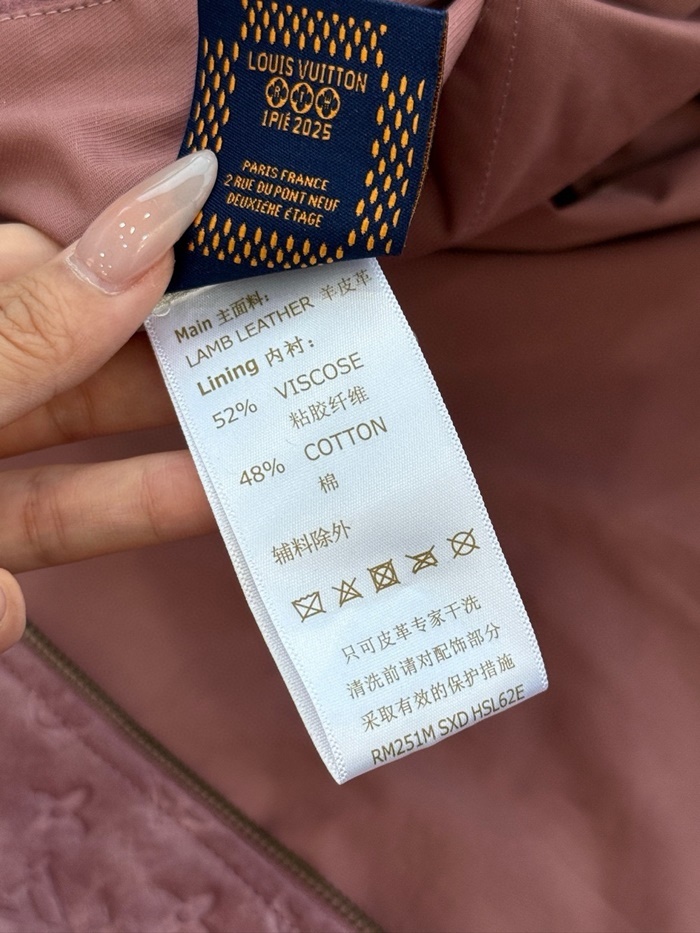 LOUIS VUITTON
1PIÉ 2025
PARIS FRANCE
2 RUE DU PONT NEUF
DEUXIÈME ÉTAGE
Main 主面料:
LAMB LEATHER 羊皮革
Lining 内衬:
52% VISCOSE
粘胶纤维
48% COTTON
棉
辅料除外
只可皮革专家干洗
清洗前请对配饰部分
采取有效的保护措施
RM251M SXD HSL62E